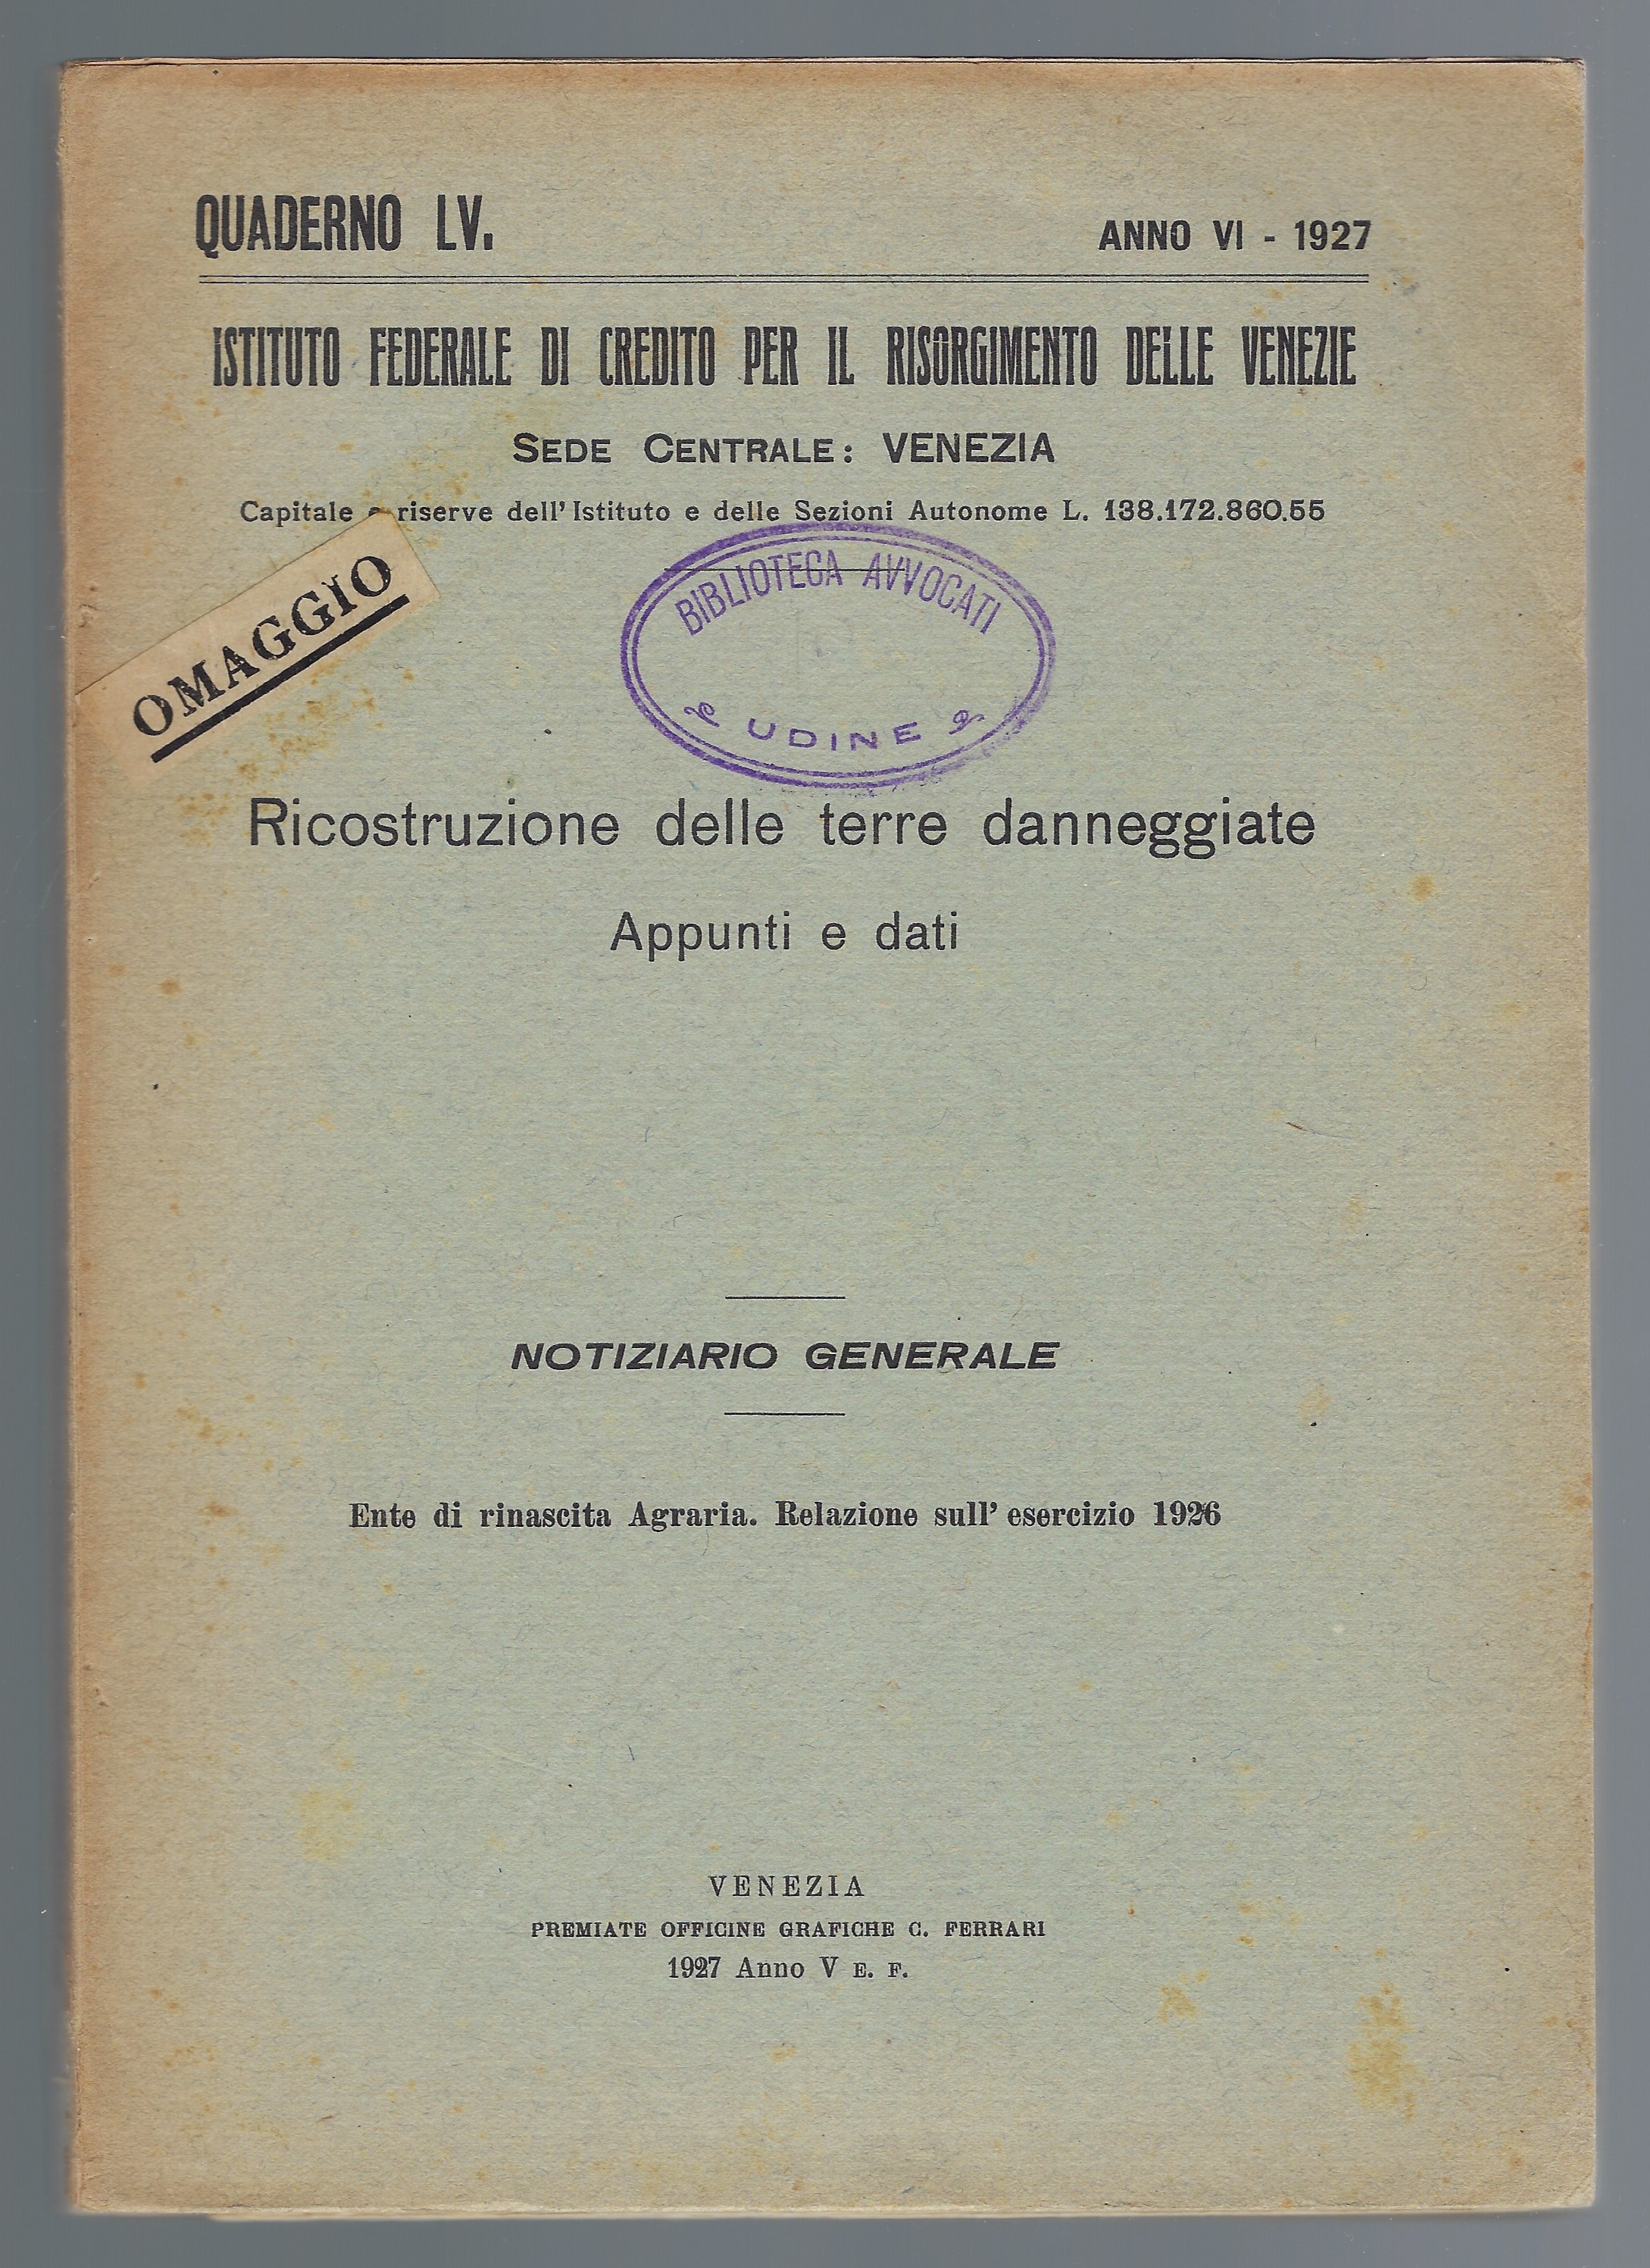 QUADERNO LV.
ANNO VI - 1927
ISTITUTO FEDERALE DI CREDITO PER IL RISORGIMENTO DELLE VENEZIE
SEDE CENTRALE: VENEZIA
Capitale e riserve dell' Istituto e delle Sezioni Autonome L. 138.172.860.55
OMAGGIO
BIBLIOTECA AVVOCATI
UDINE
Ricostruzione delle terre danneggiate
Appunti e dati
NOTIZIARIO GENERALE
Ente di rinascita Agraria. Relazione sull' esercizio 1926
VENEZIA
PREMIATE OFFICINE GRAFICHE C. FERRARI
1927 Anno V E. F.